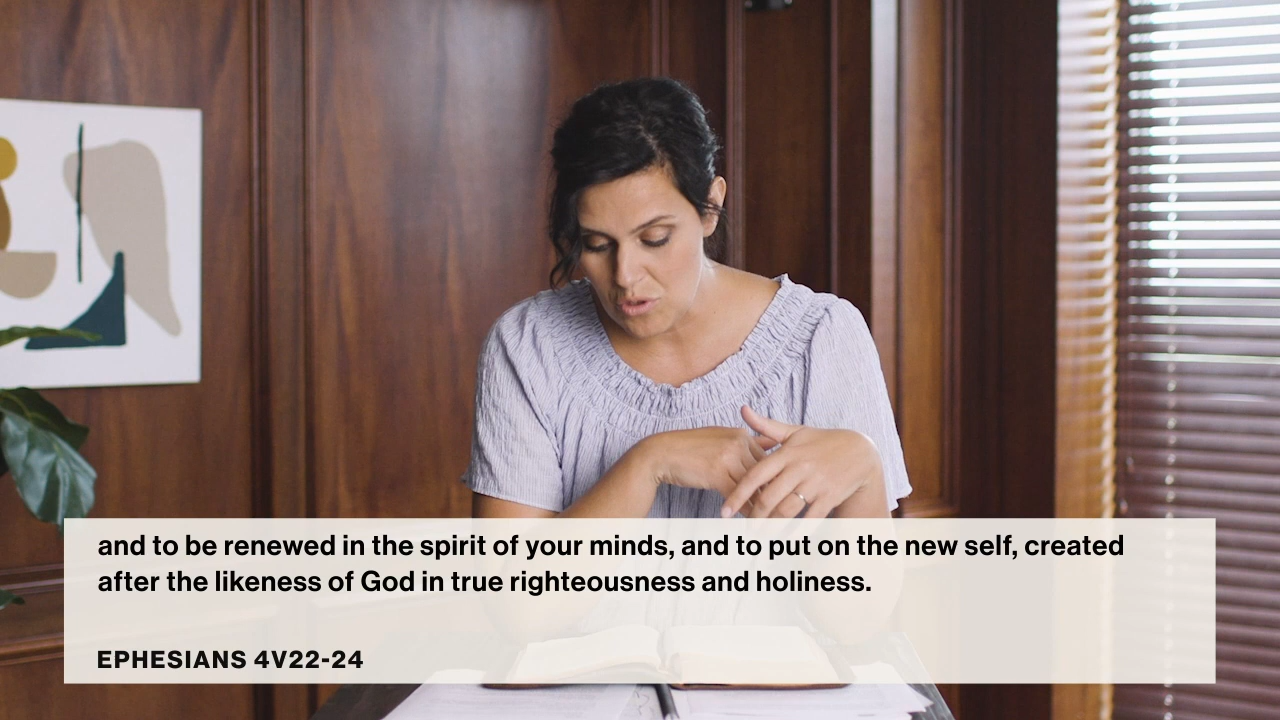 and to be renewed in the spirit of your minds, and to put on the new self, created
after the likeness of God in true righteousness and holiness.
EPHESIANS 4V22-24